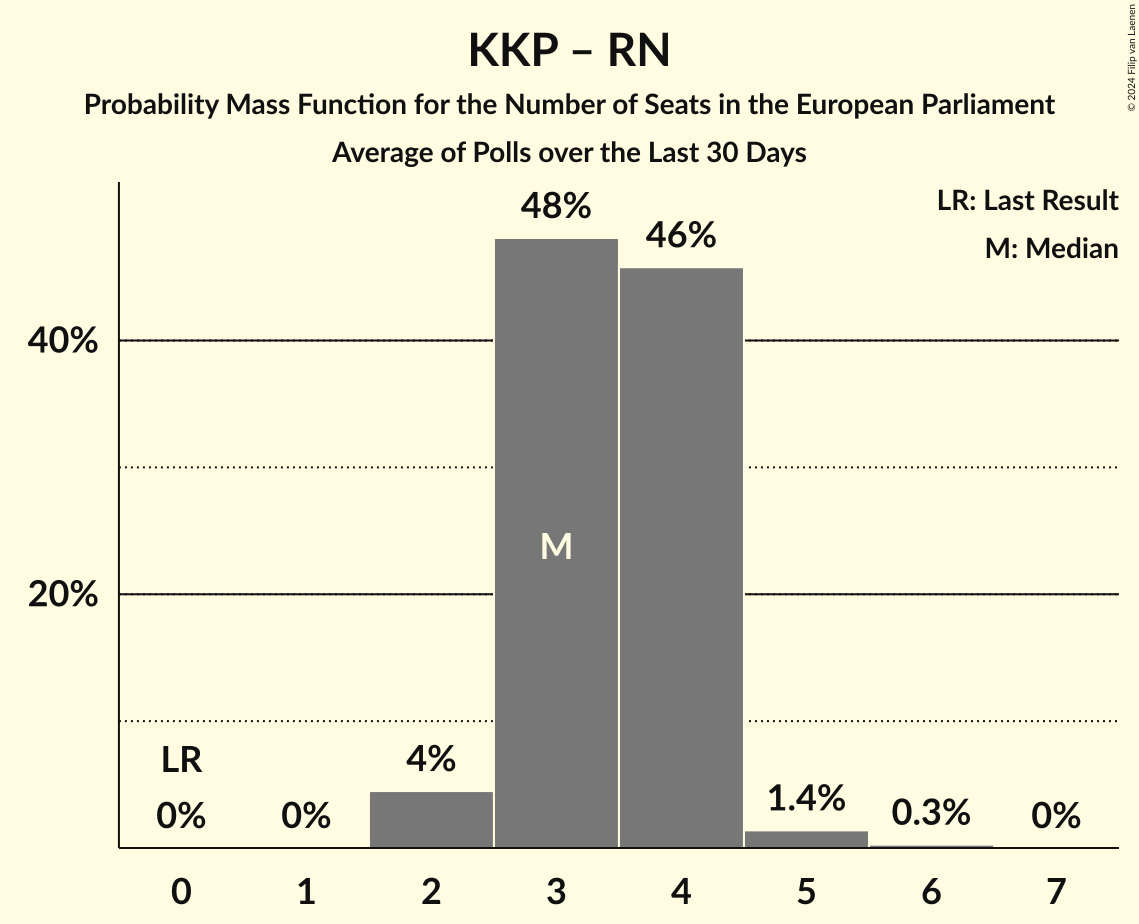 KKP – RN
Probability Mass Function for the Number of Seats in the European Parliament
Average of Polls over the Last 30 Days
© 2024 Filip van Laenen
LR: Last Result
M: Median
48%
46%
40%
M
20%
LR
0%
0%
4%
1.4%
0.3%
0%
0 1 2 3 4 5 6 7